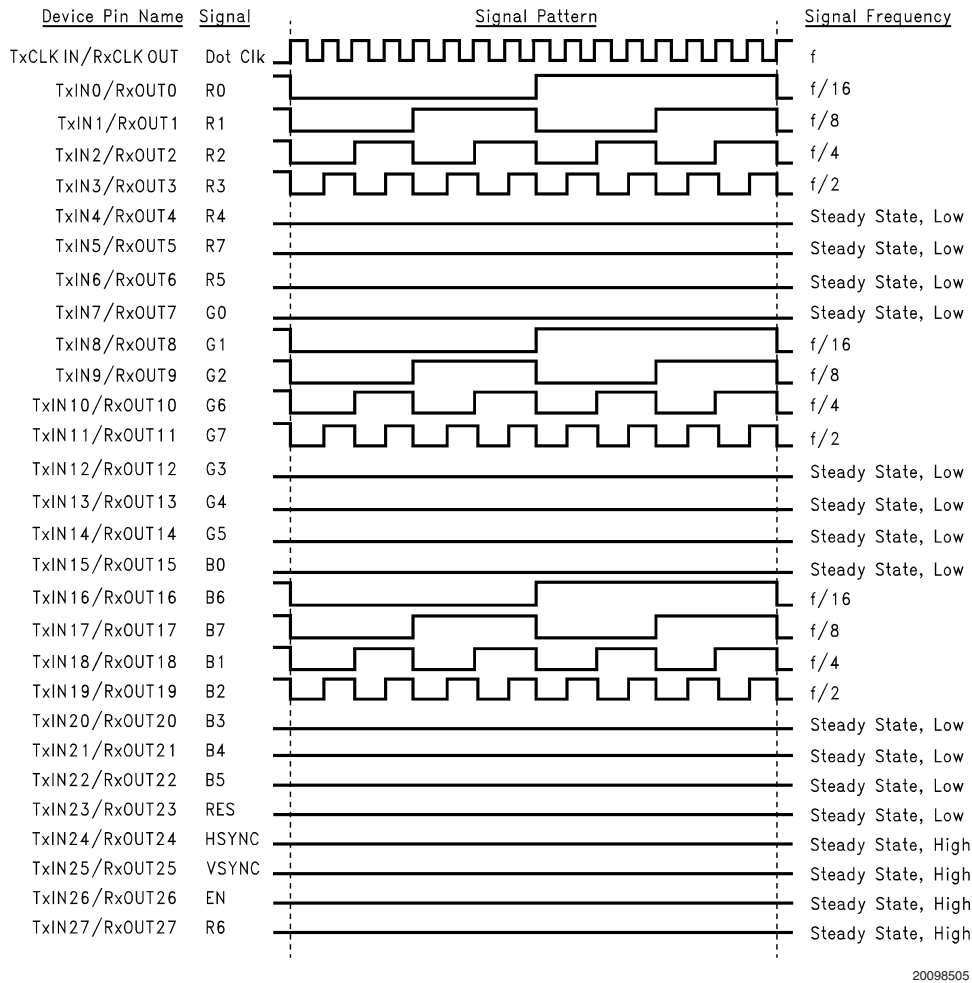 Device Pin Name Signal Signal Pattern Signal Frequency
TxCLK IN/RxCLK OUT Dot Clk f
TxIN0/RxOUT0 R0 f/16
TxIN1/RxOUT1 R1 f/8
TxIN2/RxOUT2 R2 f/4
TxIN3/RxOUT3 R3 f/2
TxIN4/RxOUT4 R4 Steady State, Low
TxIN5/RxOUT5 R7 Steady State, Low
TxIN6/RxOUT6 R5 Steady State, Low
TxIN7/RxOUT7 G0 Steady State, Low
TxIN8/RxOUT8 G1 f/16
TxIN9/RxOUT9 G2 f/8
TxIN10/RxOUT10 G6 f/4
TxIN11/RxOUT11 G7 f/2
TxIN12/RxOUT12 G3 Steady State, Low
TxIN13/RxOUT13 G4 Steady State, Low
TxIN14/RxOUT14 G5 Steady State, Low
TxIN15/RxOUT15 B0 Steady State, Low
TxIN16/RxOUT16 B6 f/16
TxIN17/RxOUT17 B7 f/8
TxIN18/RxOUT18 B1 f/4
TxIN19/RxOUT19 B2 f/2
TxIN20/RxOUT20 B3 Steady State, Low
TxIN21/RxOUT21 B4 Steady State, Low
TxIN22/RxOUT22 B5 Steady State, Low
TxIN23/RxOUT23 RES Steady State, Low
TxIN24/RxOUT24 HSYNC Steady State, High
TxIN25/RxOUT25 VSYNC Steady State, High
TxIN26/RxOUT26 EN Steady State, High
TxIN27/RxOUT27 R6 Steady State, High
20098505